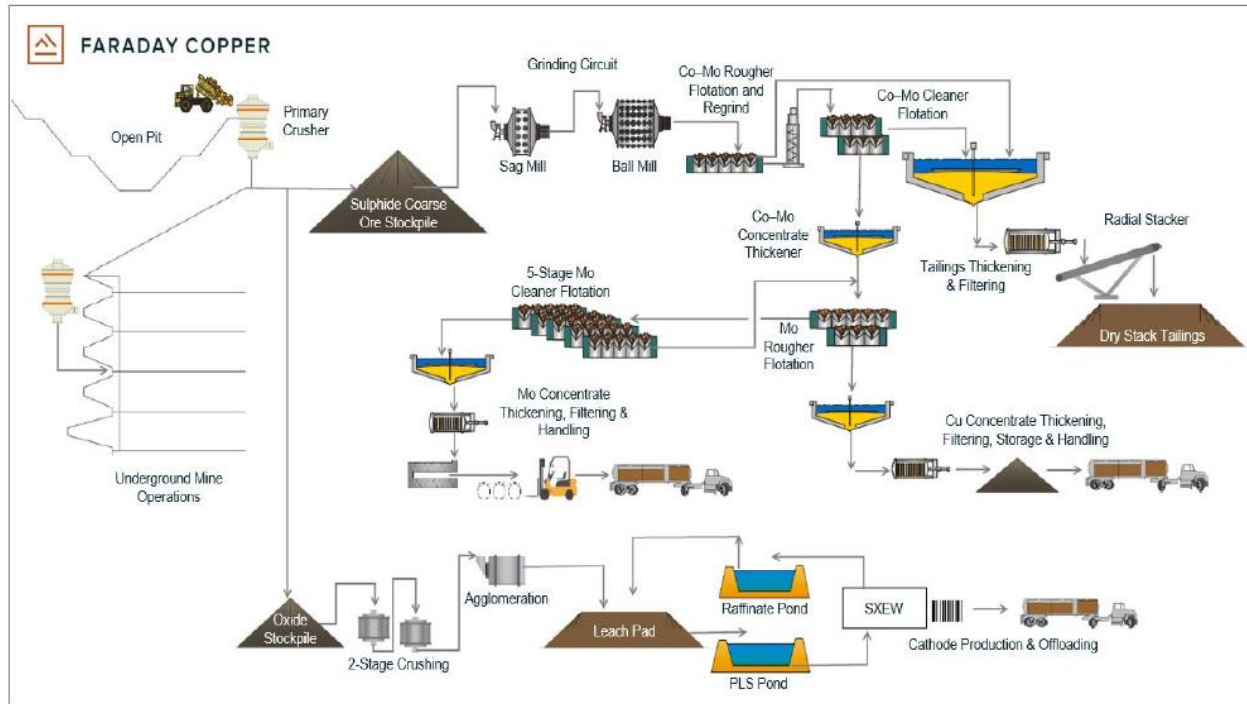 FARADAY COPPER
Open Pit
Primary
Crusher
Grinding Circuit
Sag Mill
Ball Mill
Co–Mo Rougher
Flotation and
Regrind
Co–Mo Cleaner
Flotation
Sulphide Coarse
Ore Stockpile
Co–Mo
Concentrate
Thickener
Tailings Thickening
& Filtering
Radial Stacker
Dry Stack Tailings
5-Stage Mo
Cleaner Flotation
Mo
Rougher
Flotation
Mo Concentrate
Thickening, Filtering &
Handling
Cu Concentrate Thickening,
Filtering, Storage & Handling
Underground Mine
Operations
Oxide
Stockpile
2-Stage Crushing
Agglomeration
Leach Pad
Raffinate Pond
PLS Pond
SXEW
Cathode Production & Offloading